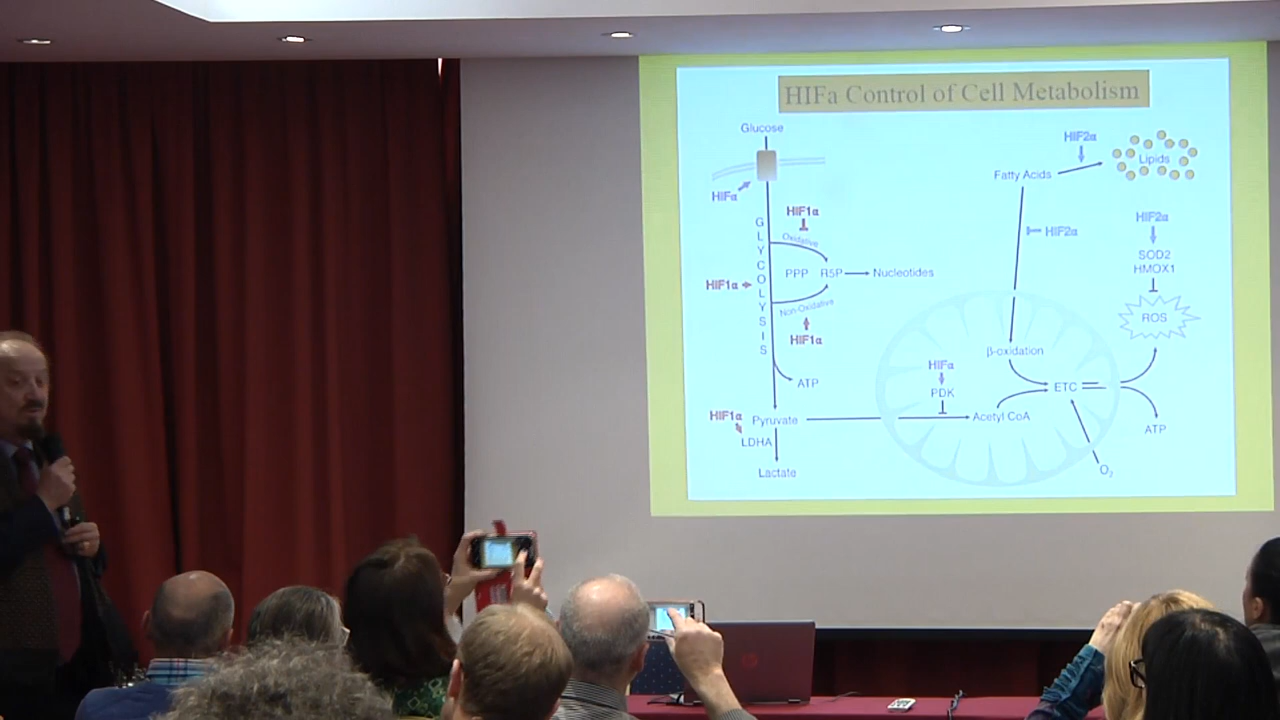 HIFa Control of Cell Metabolism
Glucose
HIFα
GLYCOLYSIS
HIF1α
HIF1α
Oxidative
PPP R5P Nucleotides
Non-Oxidative
HIF1α
ATP
HIF1α
Pyruvate
LDHA
Lactate
HIFα
PDK
Acetyl CoA
HIF2α
Lipids
Fatty Acids
HIF2α
β-oxidation
ETC
O₂
HIF2α
SOD2
HMOX1
ROS
ATP